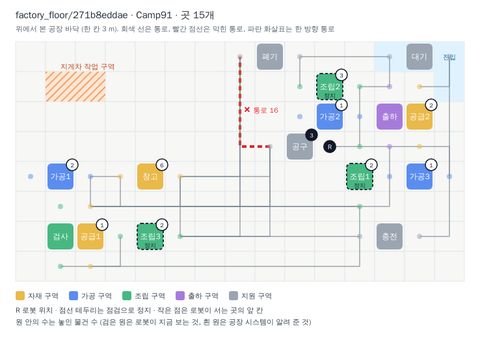 factory_floor/271b8eddae · Camp91 · 곳 15개
위에서 본 공장 바닥 (한 칸 3 m). 회색 선은 통로, 빨간 점선은 막힌 통로, 파란 화살표는 한 방향 통로
폐기
대기
진입
지게차 작업 구역
3
조립2
정지
✕ 통로 16
1
가공2
출하
2
공급2
3
공구
R
2
가공1
6
창고
2
조립1
정지
1
가공3
검사
1
공급1
2
조립3
정지
충전
자재 구역
가공 구역
조립 구역
출하 구역
지원 구역
R 로봇 위치 · 점선 테두리는 점검으로 정지 · 작은 점은 로봇이 서는 곳의 앞 칸
원 안의 수는 놓인 물건 수 (검은 원은 로봇이 지금 보는 것, 흰 원은 공장 시스템이 알려 준 것)